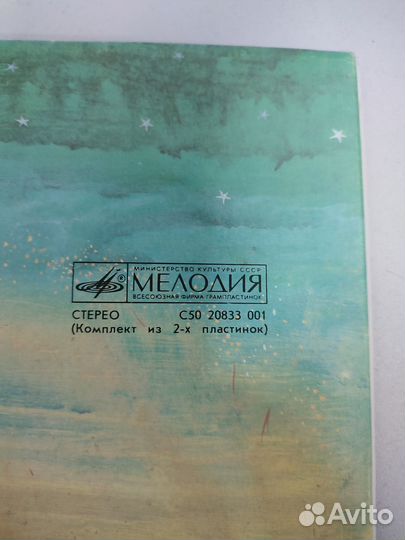 МИНИСТЕРСТВО КУЛЬТУРЫ СССР
МЕЛОДИЯ
ВСЕСОЮЗНАЯ ФИРМА ГРАМПЛАСТИНОК
СТЕРЕО С50 20833 001
(Комплект из 2-х пластинок)
Avito